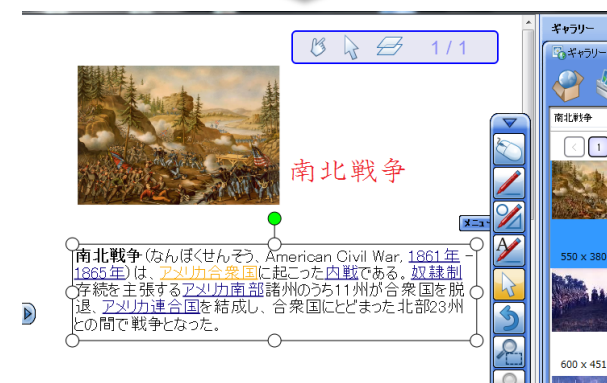 ギャラリー
ギャラリー
1 / 1
南北戦争
1
南北戦争
メニュー
南北戦争 (なんぼくせんそう、American Civil War, 1861年 -
1865年) は、アメリカ合衆国に起こった内戦である。奴隷制
存続を主張するアメリカ南部諸州のうち11州が合衆国を脱
退、アメリカ連合国を結成し、合衆国にとどまった北部23州
との間で戦争となった。
550 x 380
600 x 451